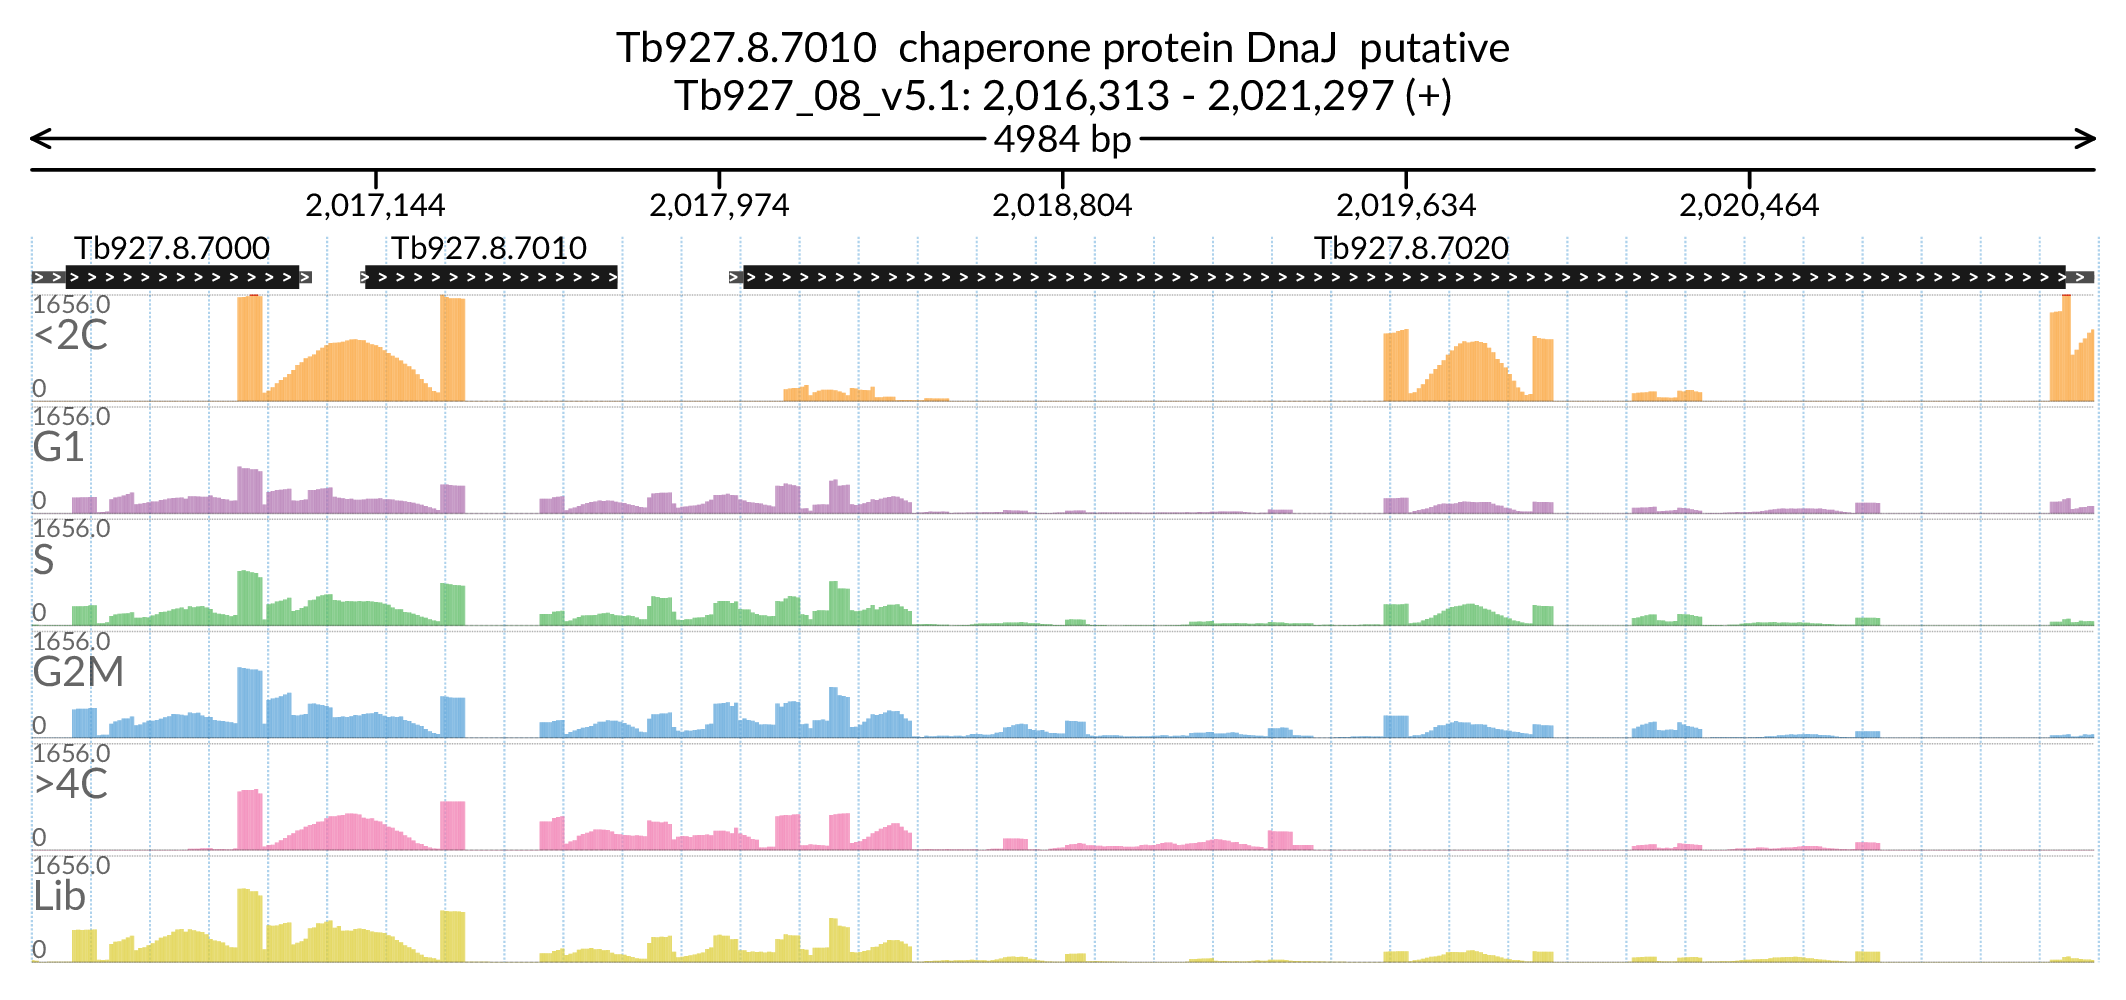 Tb927.8.7010  chaperone protein DnaJ  putative
Tb927_08_v5.1: 2,016,313 - 2,021,297 (+)
4984 bp
2,017,144 2,017,974 2,018,804 2,019,634 2,020,464
Tb927.8.7000 Tb927.8.7010 Tb927.8.7020
1656.0
<2C
0
1656.0
G1
0
1656.0
S
0
1656.0
G2M
0
1656.0
>4C
0
1656.0
Lib
0